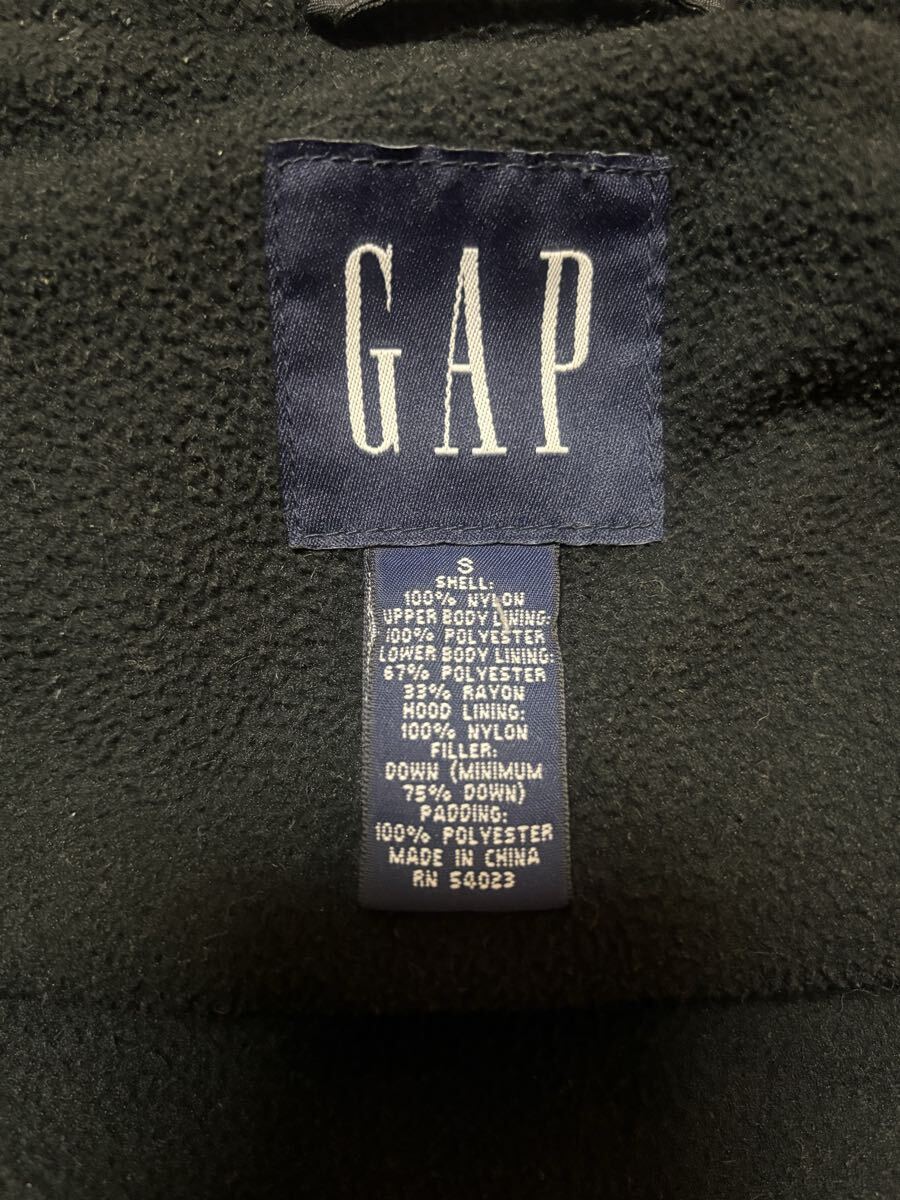 GAP
S
SHELL:
100% NYLON
UPPER BODY LINING:
100% POLYESTER
LOWER BODY LINING:
67% POLYESTER
33% RAYON
HOOD LINING:
100% NYLON
FILLER:
DOWN (MINIMUM
75% DOWN)
PADDING:
100% POLYESTER
MADE IN CHINA
RN 54023